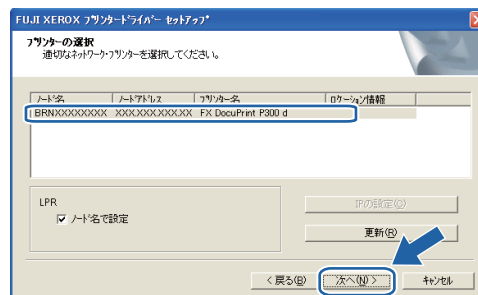 FUJI XEROX プリンタードライバー セットアップ
プリンターの選択
適切なネットワーク・プリンターを選択してください。
ノード名 ノードアドレス プリンター名 ロケーション情報
BRNXXXXXXXX XXX.XXX.XXX.XX FX DocuPrint P300 d
LPR
ノード名で設定
IPの設定(C)
更新(R)
< 戻る(B) 次へ(N) > キャンセル